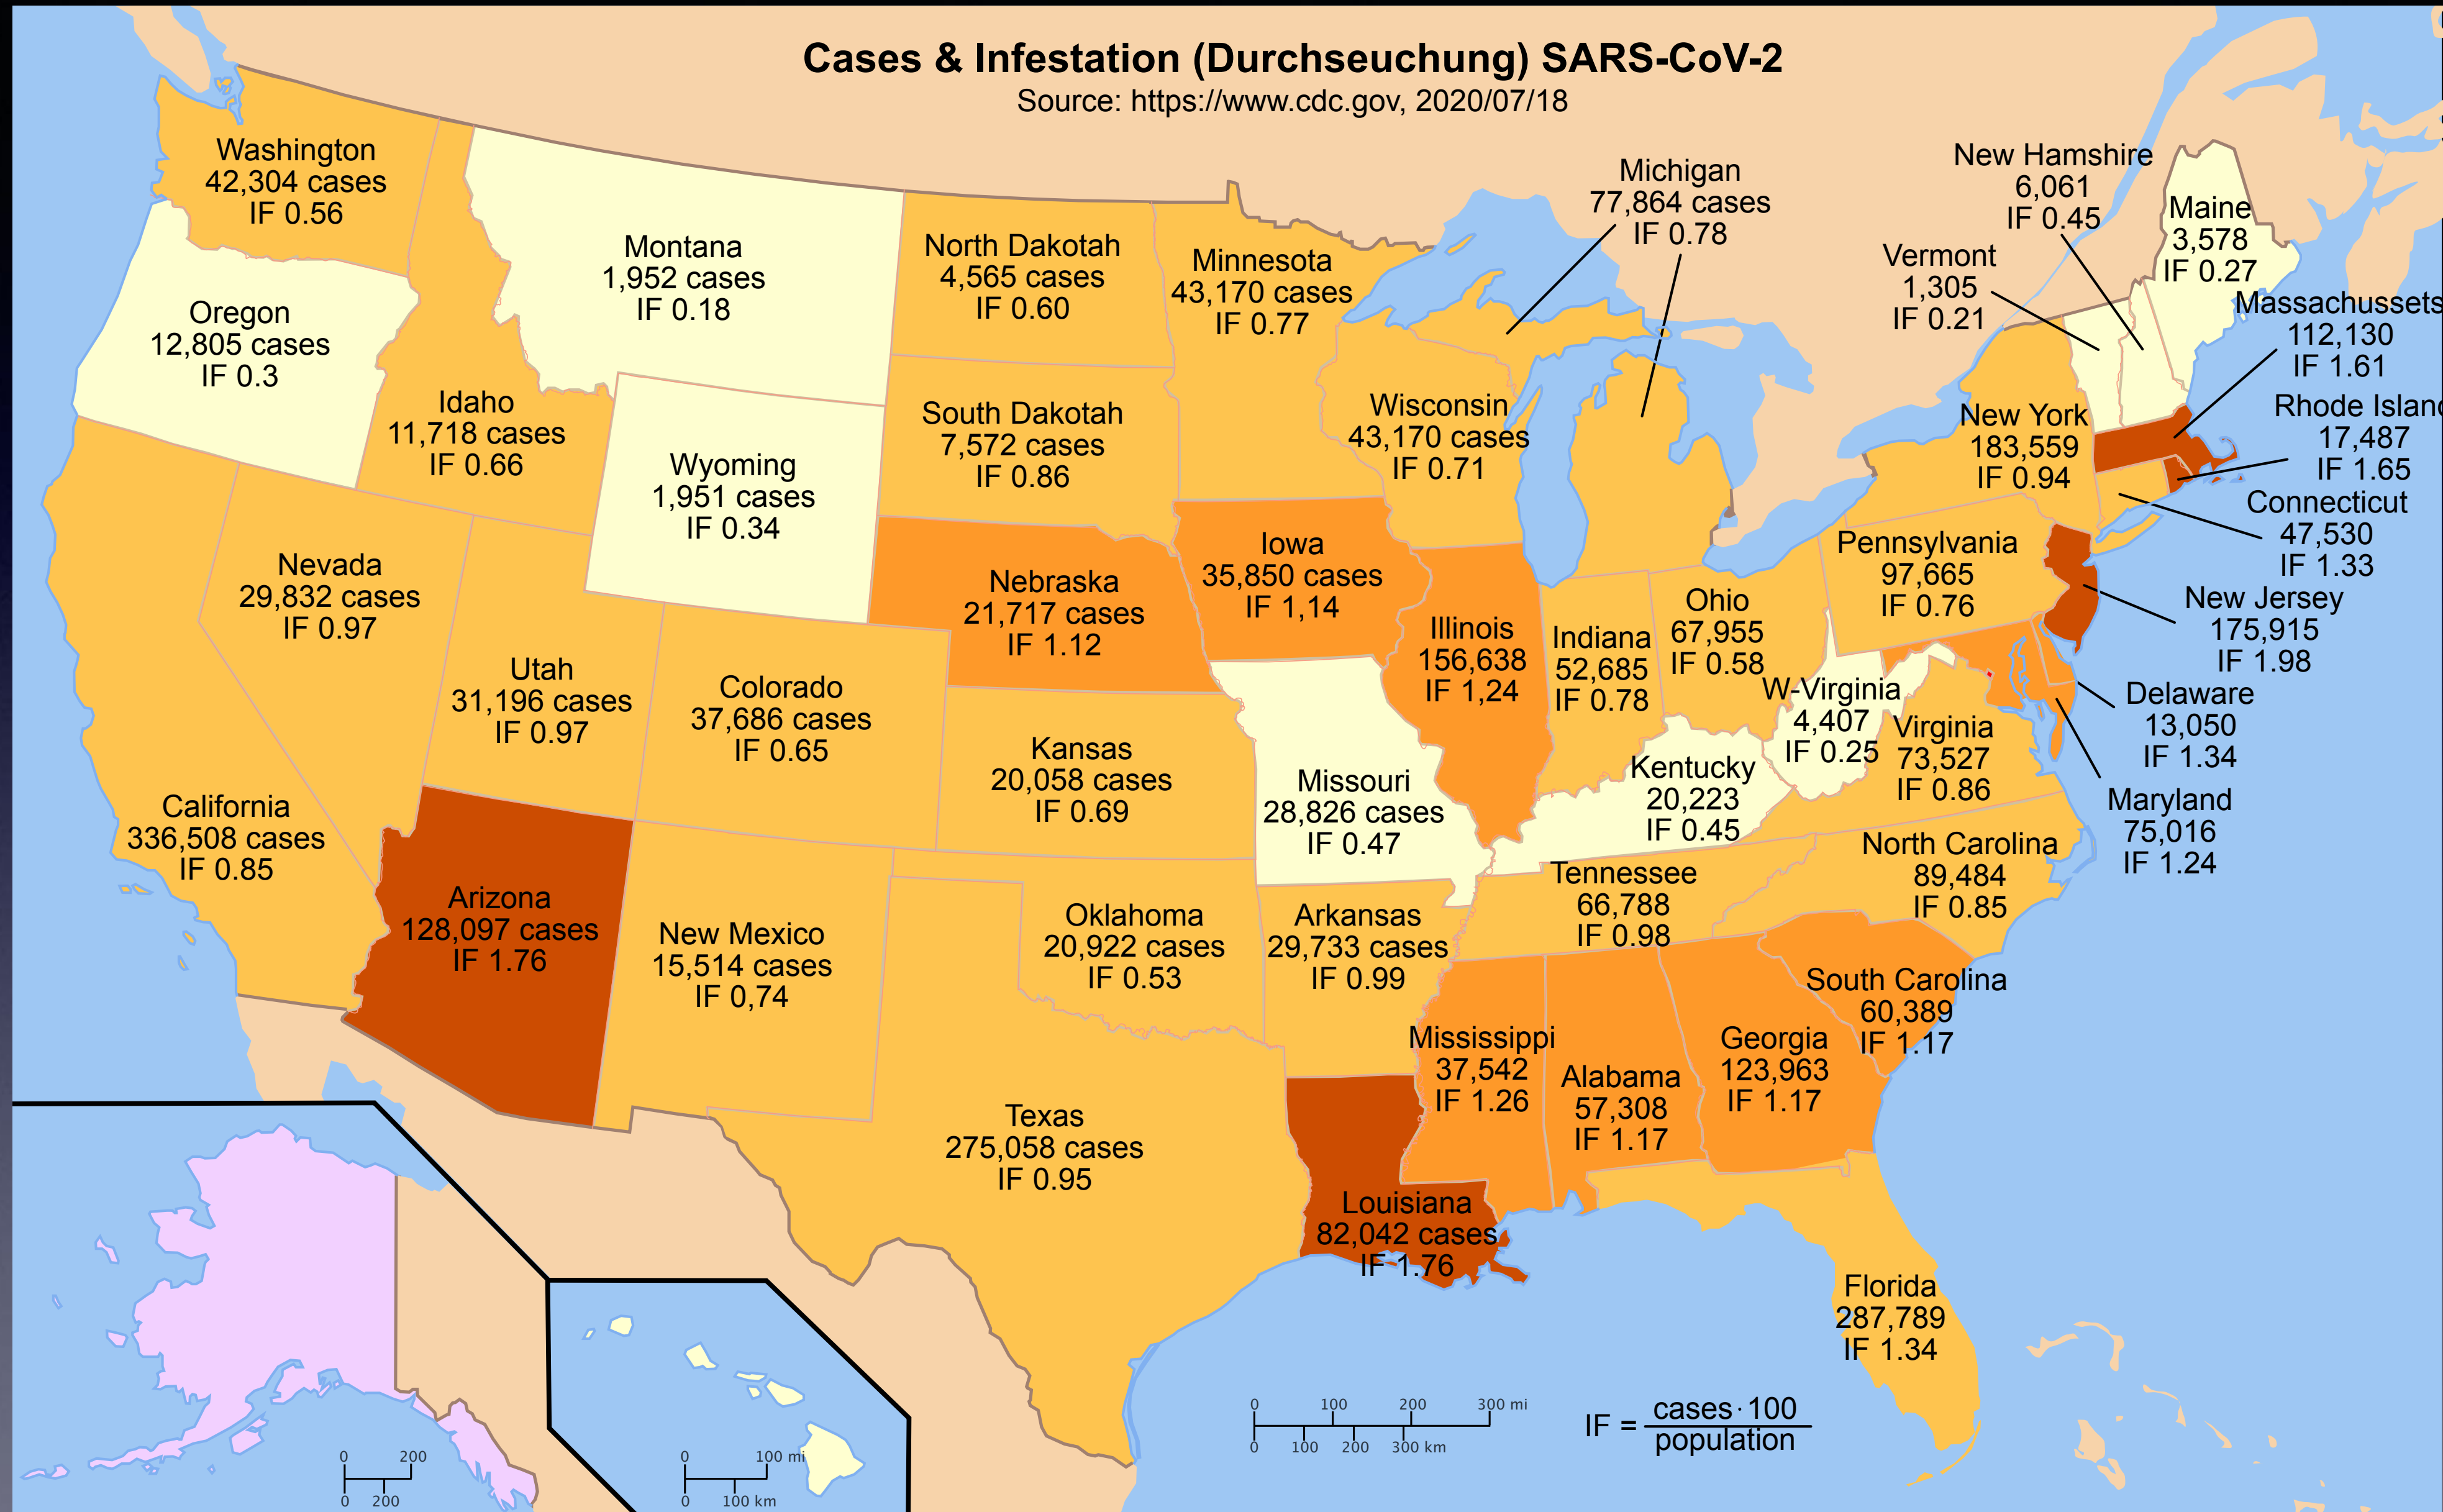 Cases & Infestation (Durchseuchung) SARS-CoV-2
Source: https://www.cdc.gov, 2020/07/18
Washington
42,304 cases
IF 0.56
Oregon
12,805 cases
IF 0.3
Idaho
11,718 cases
IF 0.66
Montana
1,952 cases
IF 0.18
Wyoming
1,951 cases
IF 0.34
North Dakotah
4,565 cases
IF 0.60
South Dakotah
7,572 cases
IF 0.86
Minnesota
43,170 cases
IF 0.77
Wisconsin
43,170 cases
IF 0.71
Michigan
77,864 cases
IF 0.78
New Hamshire
6,061
IF 0.45
Vermont
1,305
IF 0.21
Maine
3,578
IF 0.27
Massachussets
112,130
IF 1.61
Rhode Island
17,487
IF 1.65
Connecticut
47,530
IF 1.33
New York
183,559
IF 0.94
Pennsylvania
97,665
IF 0.76
New Jersey
175,915
IF 1.98
Delaware
13,050
IF 1.34
Maryland
75,016
IF 1.24
Nevada
29,832 cases
IF 0.97
Utah
31,196 cases
IF 0.97
Colorado
37,686 cases
IF 0.65
Nebraska
21,717 cases
IF 1.12
Iowa
35,850 cases
IF 1,14
Illinois
156,638
IF 1,24
Indiana
52,685
IF 0.78
Ohio
67,955
IF 0.58
W-Virginia
4,407
IF 0.25
Virginia
73,527
IF 0.86
Kentucky
20,223
IF 0.45
Kansas
20,058 cases
IF 0.69
Missouri
28,826 cases
IF 0.47
California
336,508 cases
IF 0.85
Arizona
128,097 cases
IF 1.76
New Mexico
15,514 cases
IF 0,74
Oklahoma
20,922 cases
IF 0.53
Arkansas
29,733 cases
IF 0.99
Tennessee
66,788
IF 0.98
North Carolina
89,484
IF 0.85
South Carolina
60,389
IF 1.17
Mississippi
37,542
IF 1.26
Alabama
57,308
IF 1.17
Georgia
123,963
IF 1.17
Texas
275,058 cases
IF 0.95
Louisiana
82,042 cases
IF 1.76
Florida
287,789
IF 1.34
0 200
0 200
0 100 mi
0 100 km
0 100 200 300 mi
0 100 200 300 km
IF = cases·100
population